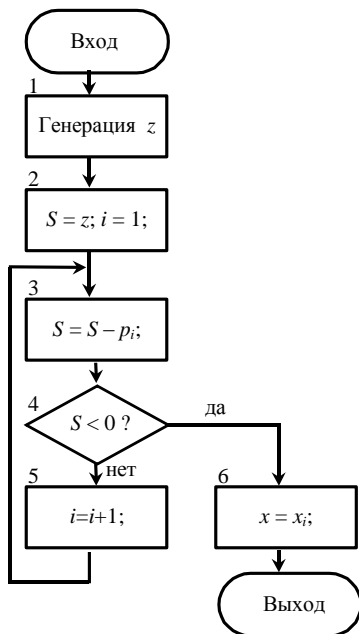 Вход
1
Генерация z
2
S = z; i = 1;
3
S = S – pᵢ;
4
S < 0 ?
да
нет
5
i=i+1;
6
x = xᵢ;
Выход